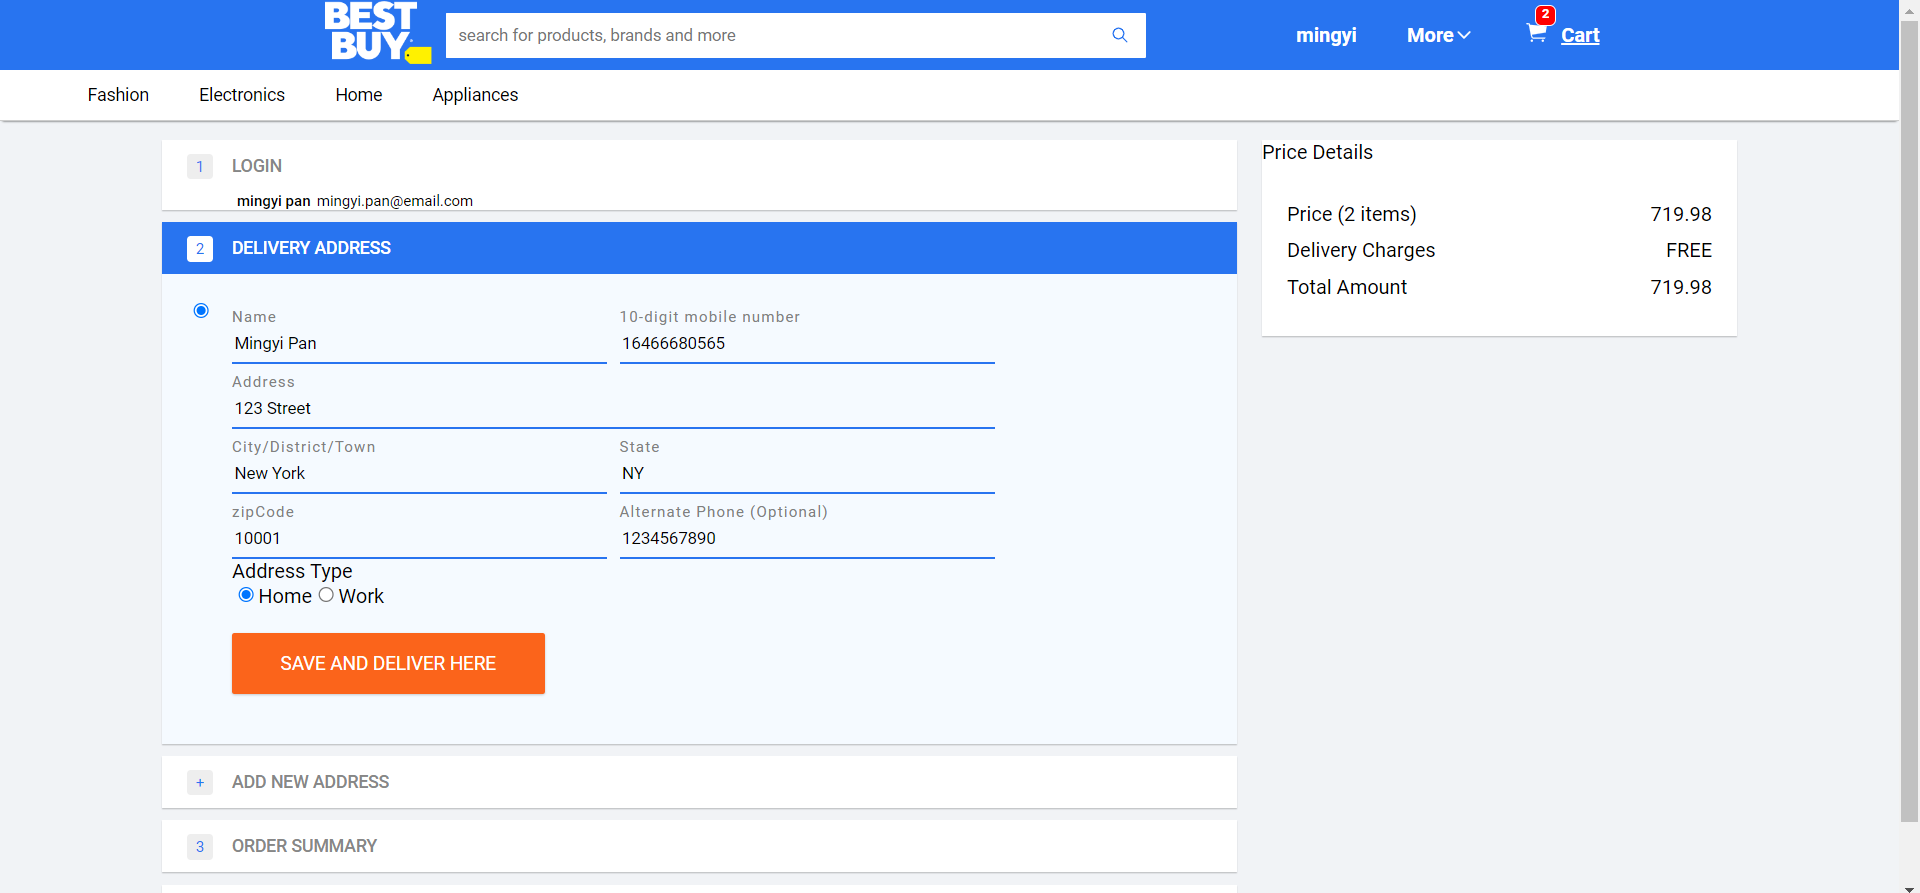 BEST
BUY
search for products, brands and more
mingyi
More
2
Cart
Fashion
Electronics
Home
Appliances
1
LOGIN
mingyi pan mingyi.pan@email.com
2
DELIVERY ADDRESS
Name
Mingyi Pan
10-digit mobile number
16466680565
Address
123 Street
City/District/Town
New York
State
NY
zipCode
10001
Alternate Phone (Optional)
1234567890
Address Type
Home Work
SAVE AND DELIVER HERE
+
ADD NEW ADDRESS
3
ORDER SUMMARY
Price Details
Price (2 items) 719.98
Delivery Charges FREE
Total Amount 719.98